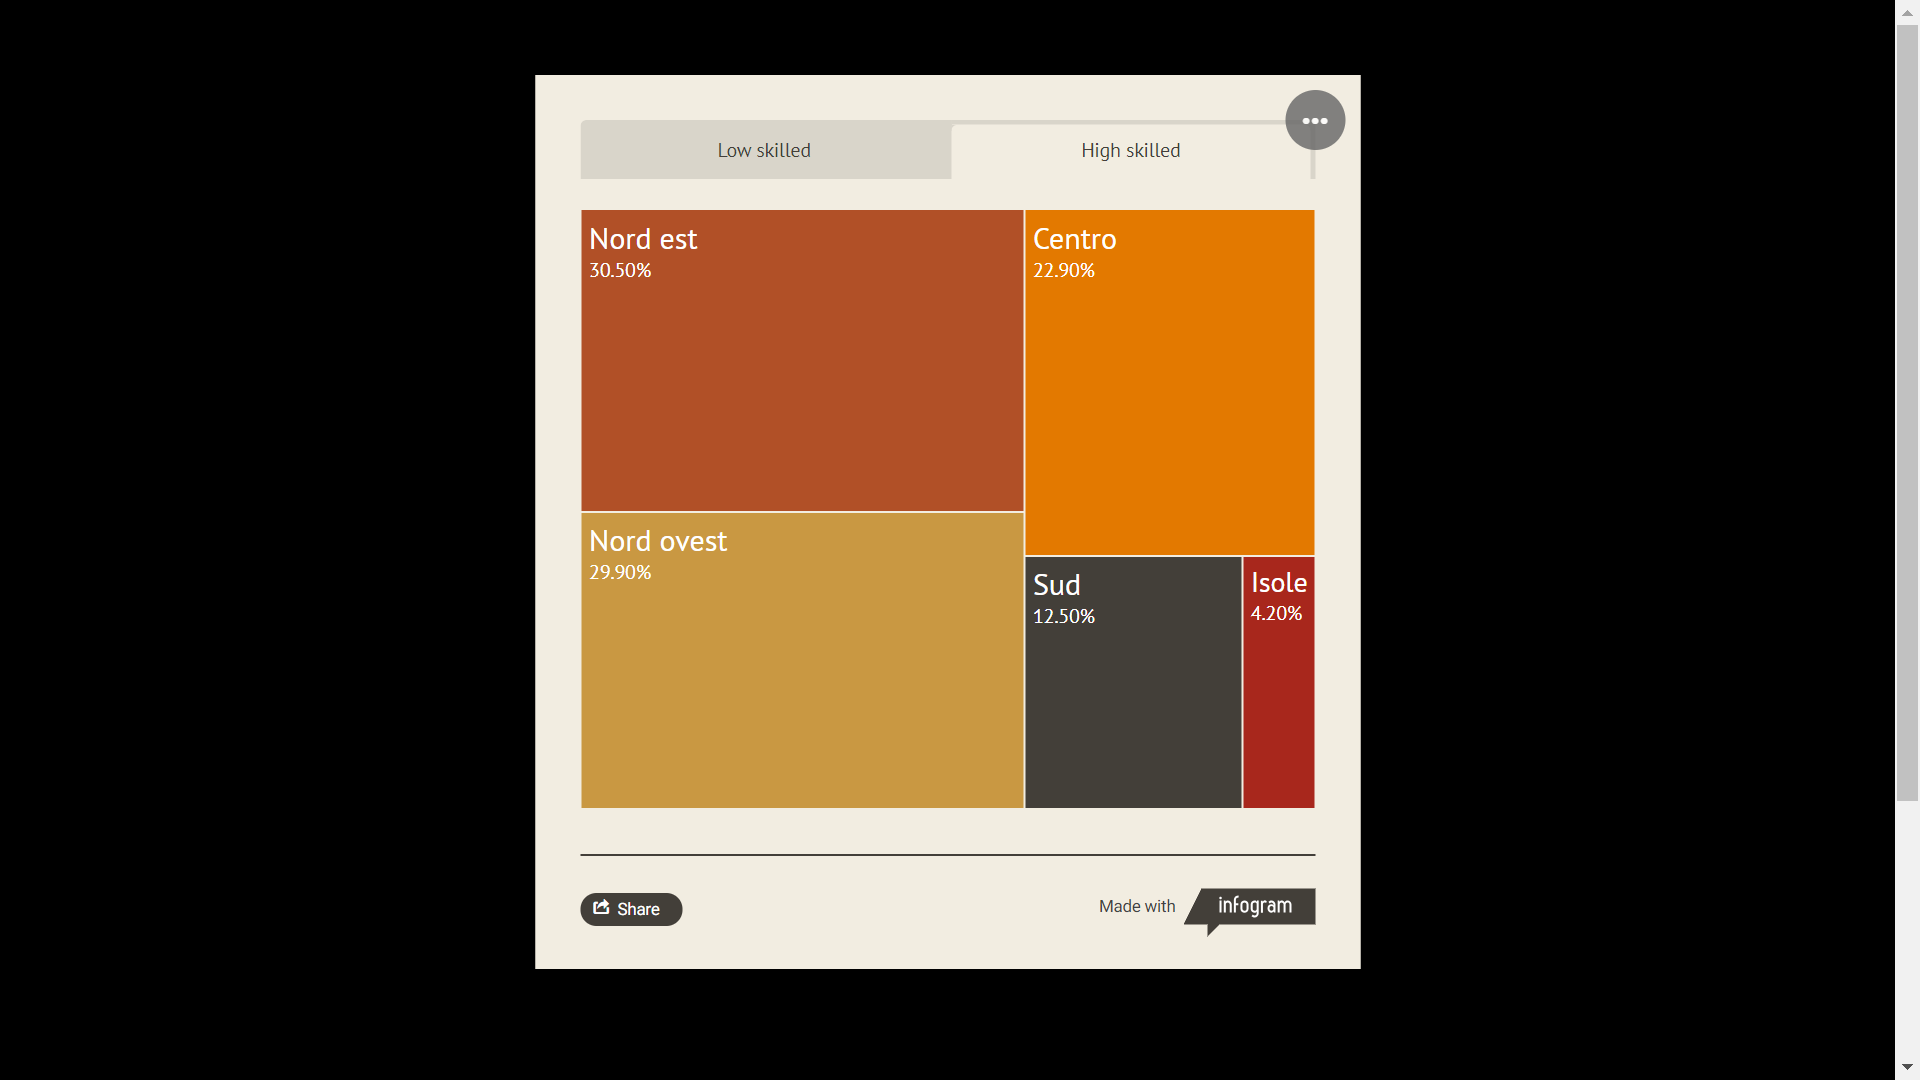 Low skilled
High skilled
Nord est
30.50%
Centro
22.90%
Nord ovest
29.90%
Sud
12.50%
Isole
4.20%
Share
Made with
infogram